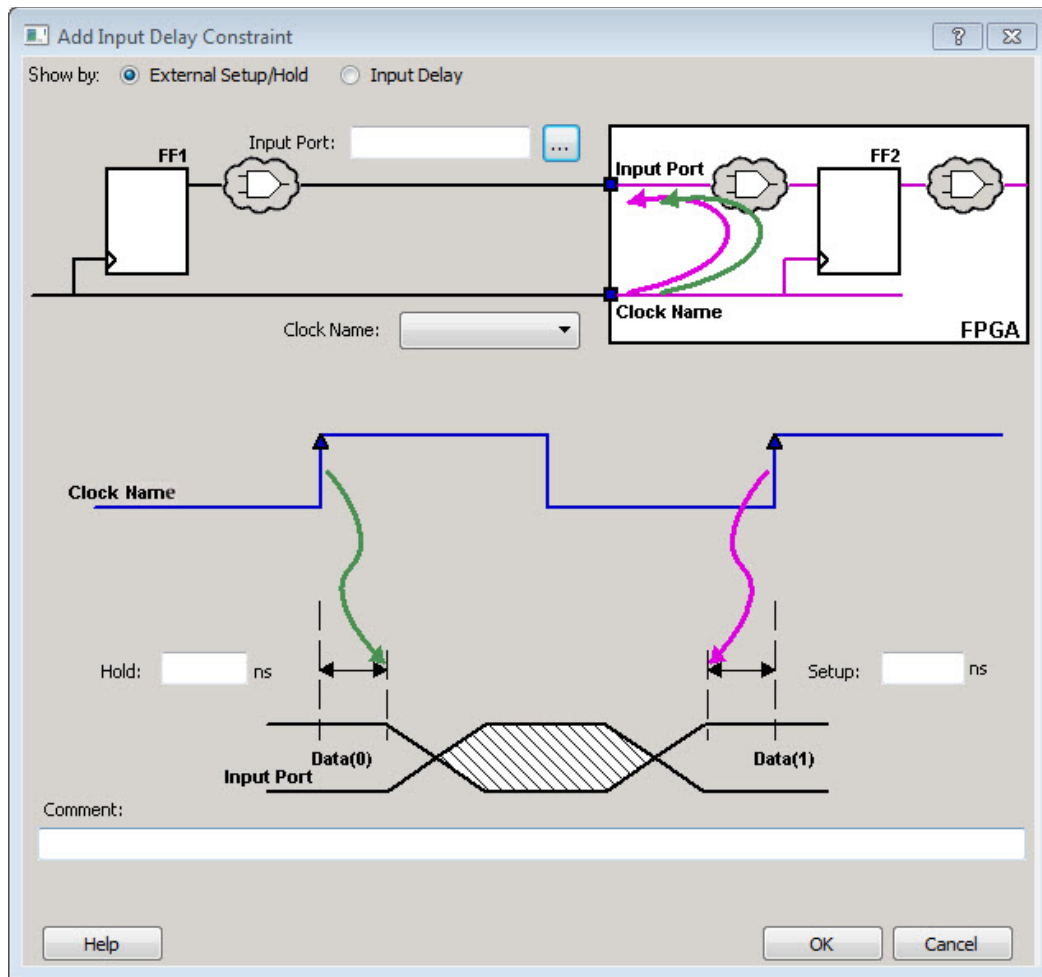 Add Input Delay Constraint
Show by: External Setup/Hold Input Delay
Input Port: ...
FF1
Input Port
FF2
Clock Name
Clock Name:
FPGA
Clock Name
Hold: ns
Setup: ns
Data(0)
Data(1)
Input Port
Comment:
Help OK Cancel